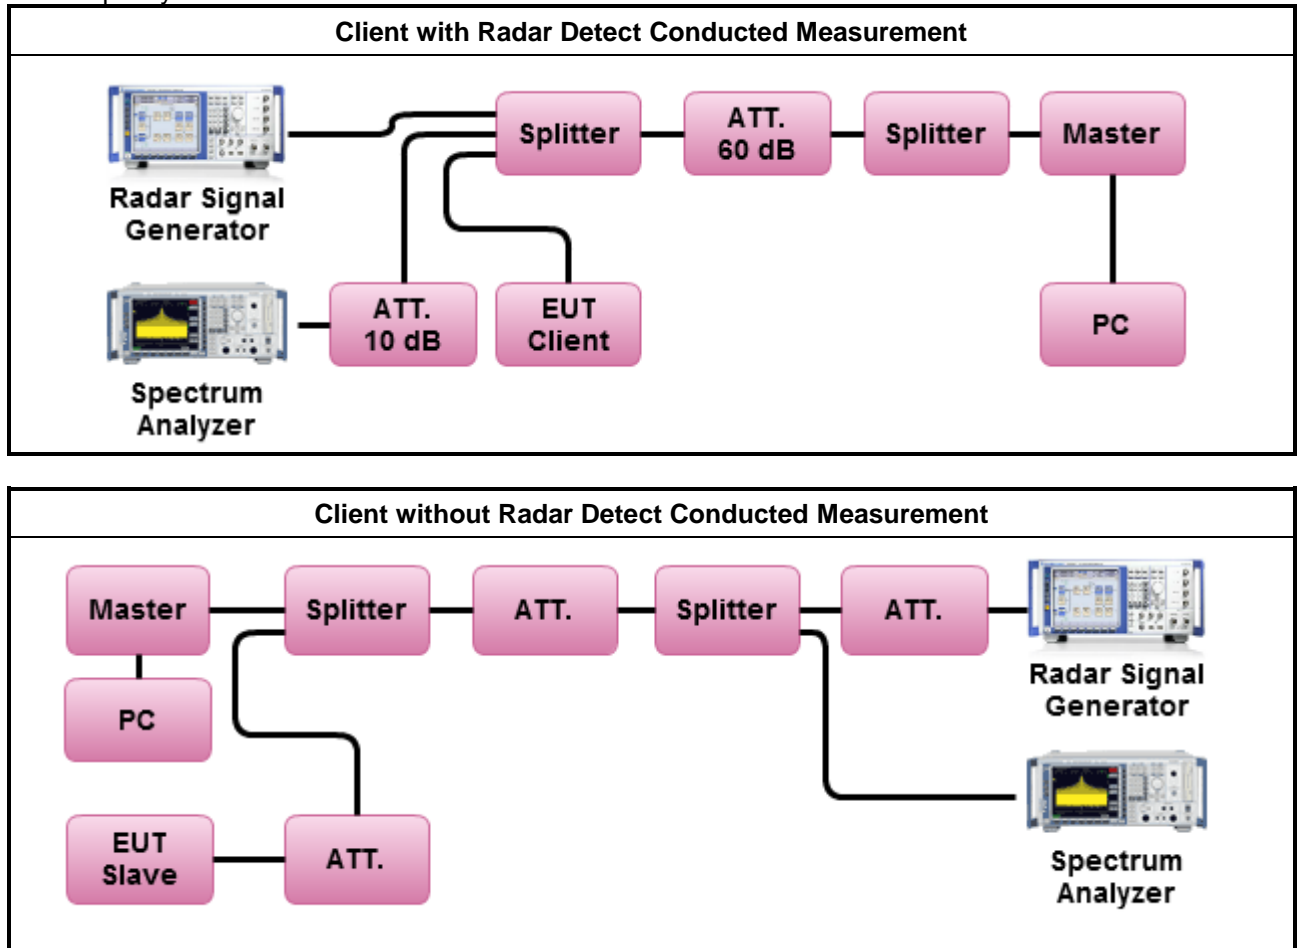 Client with Radar Detect Conducted Measurement
Splitter
ATT.
60 dB
Splitter
Master
Radar Signal
Generator
ATT.
10 dB
EUT
Client
PC
Spectrum
Analyzer
Client without Radar Detect Conducted Measurement
Master
Splitter
ATT.
Splitter
ATT.
Radar Signal
Generator
PC
EUT
Slave
ATT.
Spectrum
Analyzer